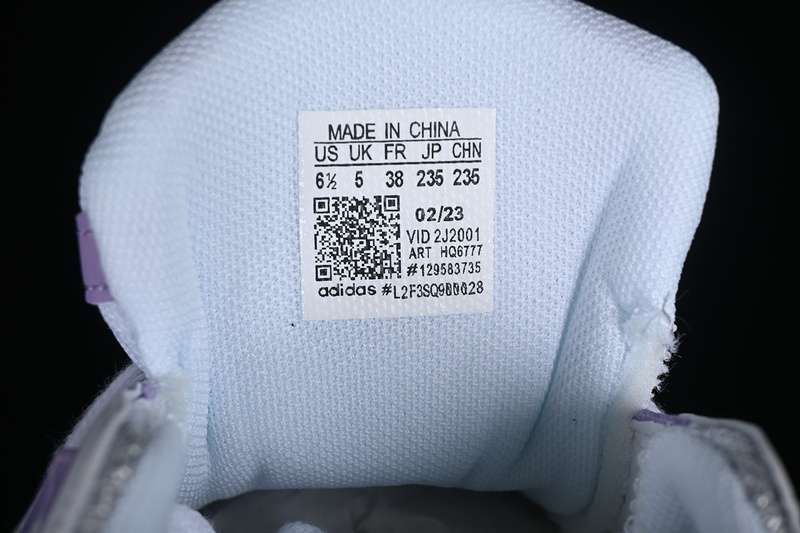 MADE IN CHINA
US UK FR JP CHN
6½ 5 38 235 235
02/23
VID 2J2001
ART HQ6777
#129583735
adidas